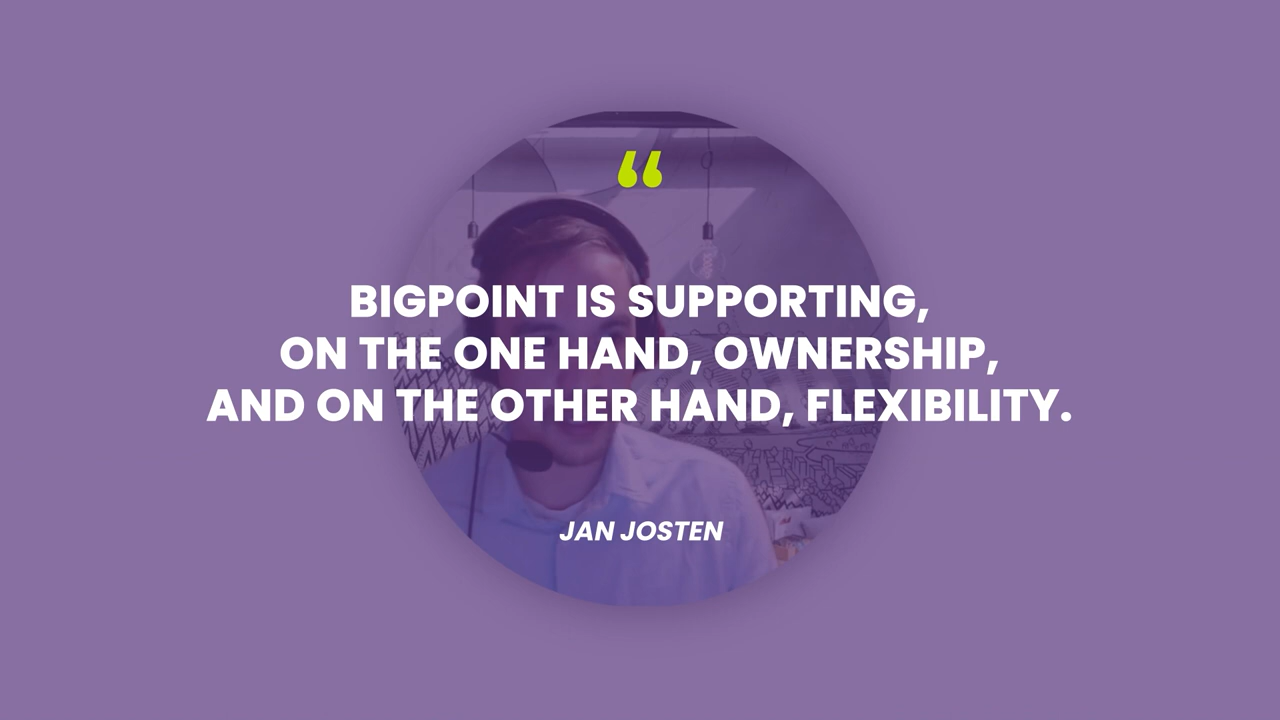 “
BIGPOINT IS SUPPORTING,
ON THE ONE HAND, OWNERSHIP,
AND ON THE OTHER HAND, FLEXIBILITY.
JAN JOSTEN